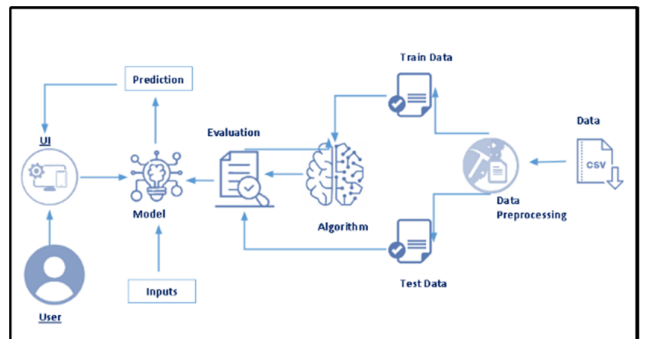 Train Data
Prediction
Data
Evaluation
UI
CSV
Model
Algorithm
Data
Preprocessing
Inputs
Test Data
User